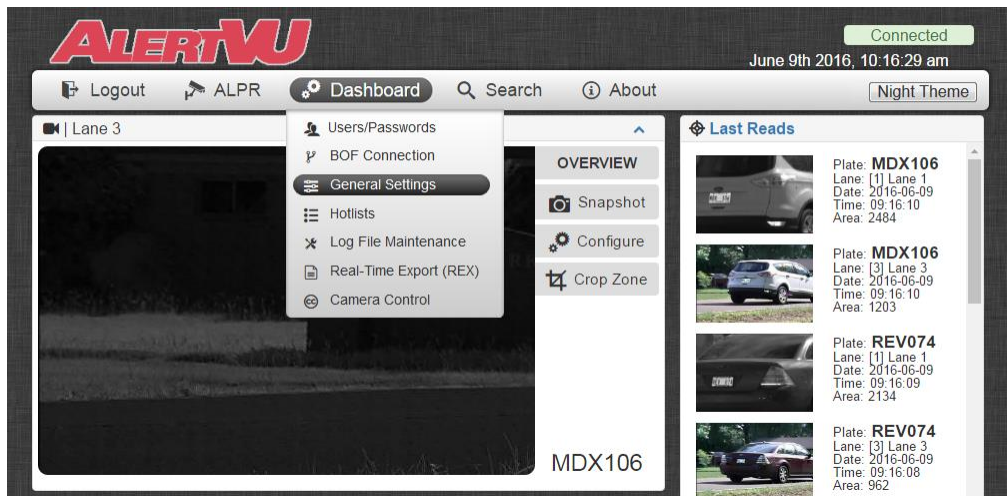 ALERTVU
Connected
June 9th 2016, 10:16:29 am
Logout ALPR Dashboard Search About
Night Theme
| Lane 3
Users/Passwords
BOF Connection
General Settings
Hotlists
Log File Maintenance
Real-Time Export (REX)
Camera Control
OVERVIEW
Snapshot
Configure
Crop Zone
MDX106
Last Reads
Plate: MDX106
Lane: [1] Lane 1
Date: 2016-06-09
Time: 09:16:10
Area: 2484
Plate: MDX106
Lane: [3] Lane 3
Date: 2016-06-09
Time: 09:16:10
Area: 1203
Plate: REV074
Lane: [1] Lane 1
Date: 2016-06-09
Time: 09:16:09
Area: 2134
Plate: REV074
Lane: [3] Lane 3
Date: 2016-06-09
Time: 09:16:08
Area: 962